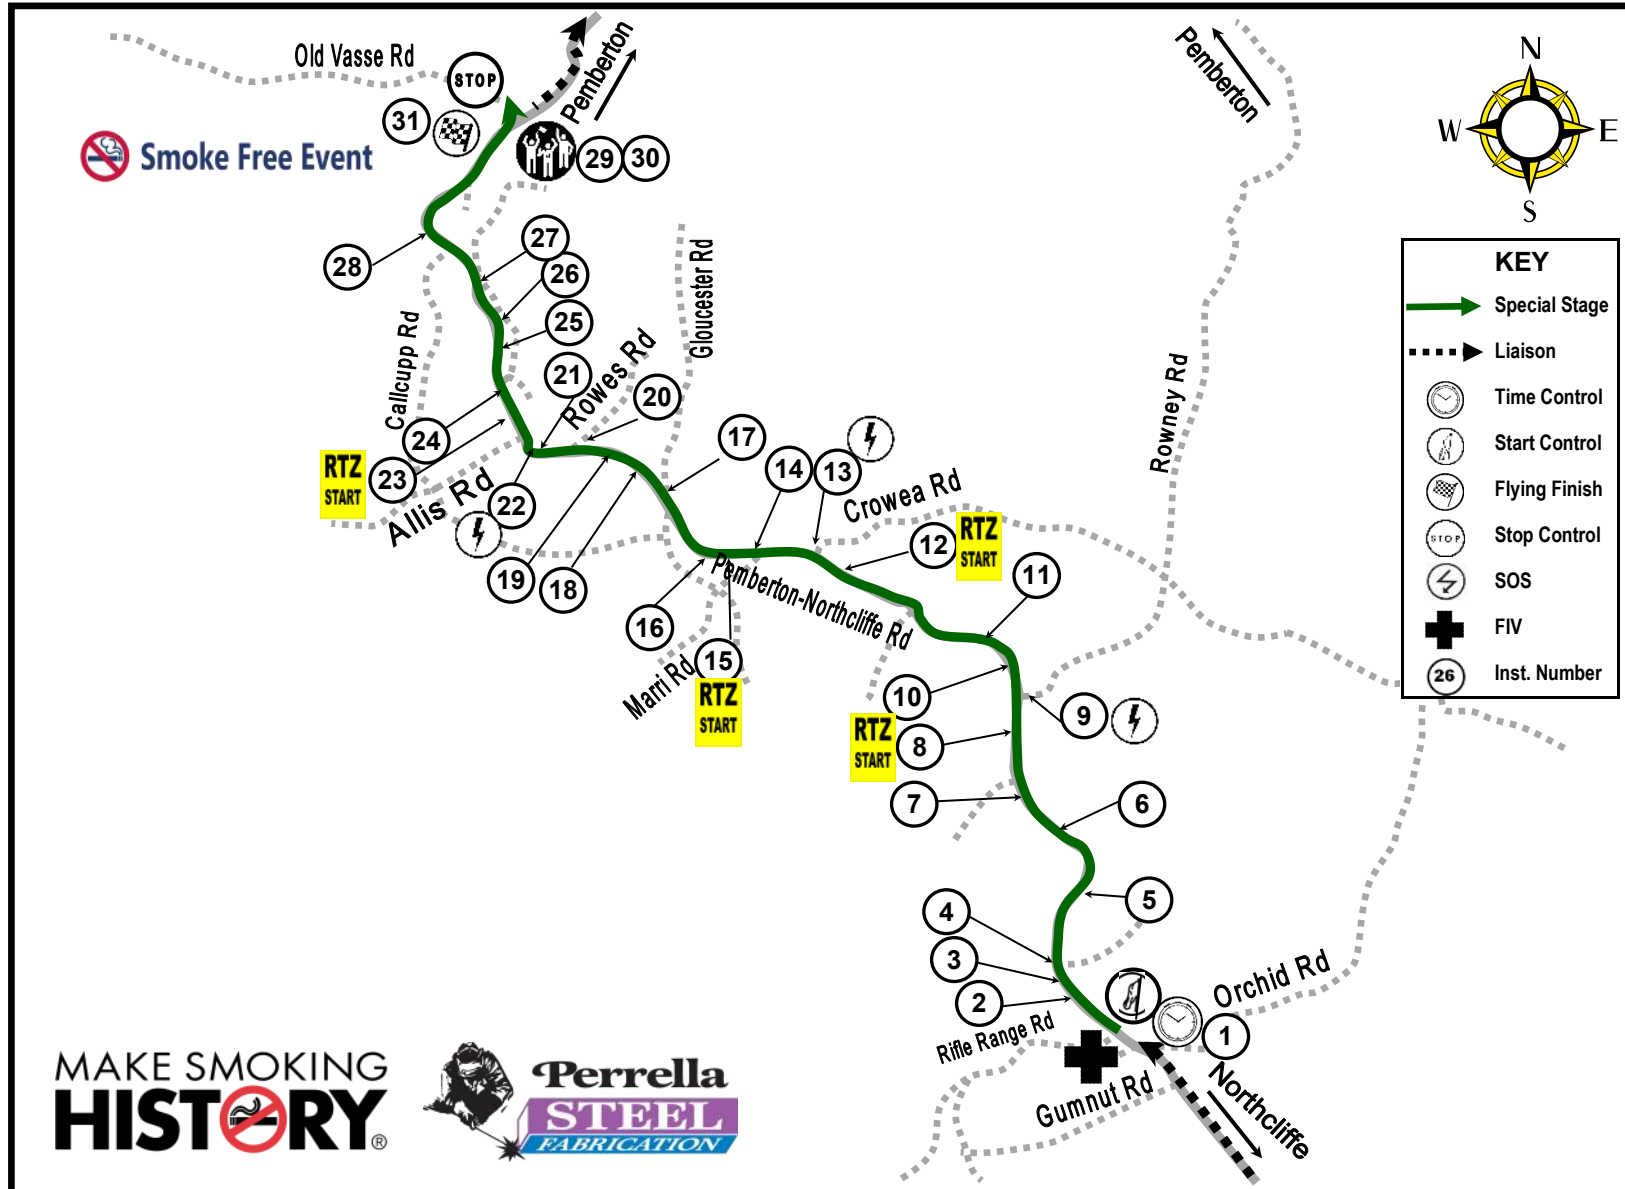 Old Vasse Rd
STOP
Pemberton
Pemberton
N
W
E
S
31
29
30
Smoke Free Event
28
27
26
25
Callcupp Rd
Gloucester Rd
Rowes Rd
21
20
24
23
RTZ
START
Allis Rd
22
19
18
17
14
13
Crowea Rd
12
RTZ
START
Pemberton-Northcliffe Rd
11
16
15
RTZ
START
Marri Rd
10
RTZ
START
8
9
7
6
Rowney Rd
5
4
3
2
Rifle Range Rd
1
Orchid Rd
Gumnut Rd
Northcliffe
KEY
Special Stage
Liaison
Time Control
Start Control
Flying Finish
STOP
Stop Control
SOS
FIV
26
Inst. Number
MAKE SMOKING
HISTORY®
Perrella
STEEL
FABRICATION